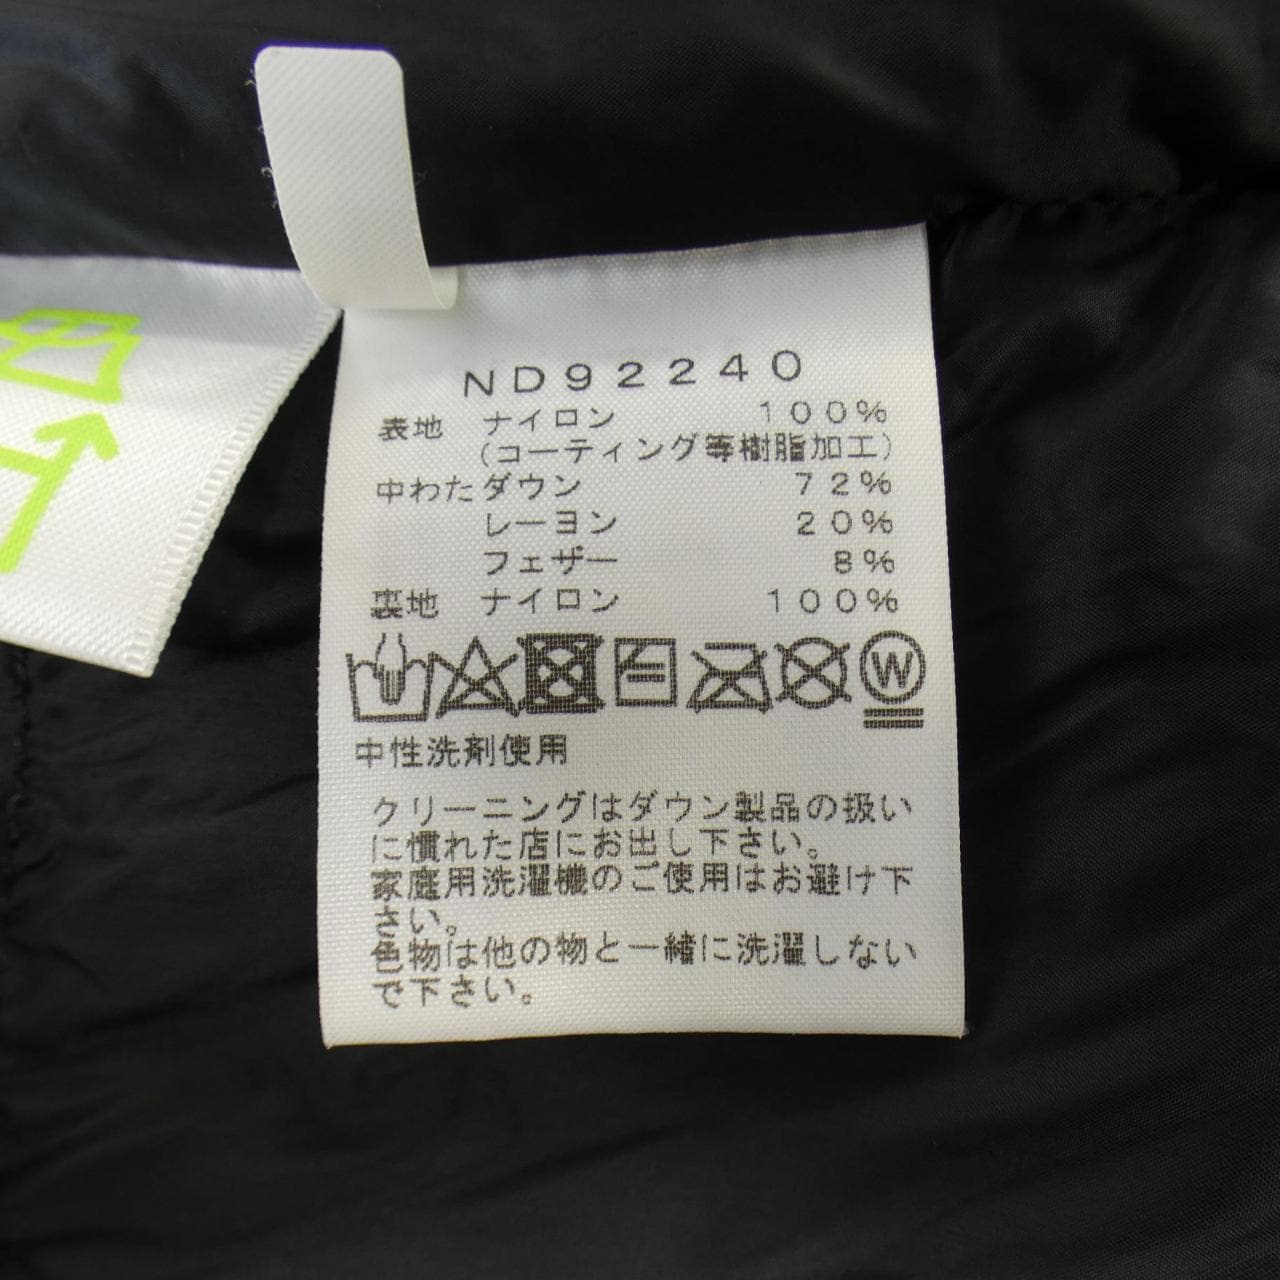 ND92240
表地 ナイロン 100%
(コーティング等樹脂加工)
中わた ダウン 72%
レーヨン 20%
フェザー 8%
裏地 ナイロン 100%
W
中性洗剤使用
クリーニングはダウン製品の扱い
に慣れた店にお出し下さい。
家庭用洗濯機のご使用はお避け下
さい。
色物は他の物と一緒に洗濯しない
で下さい。